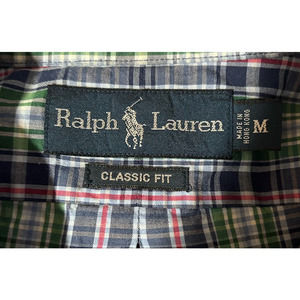 Ralph Lauren
MADE IN
HONG KONG
M
CLASSIC FIT